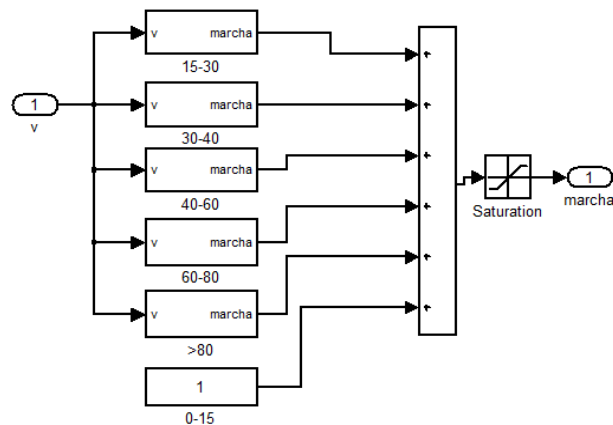 v marcha
15-30
1
v
v marcha
30-40
v marcha
40-60
v marcha
60-80
v marcha
>80
1
0-15
+
+
+
+
+
+
Saturation
1
marcha